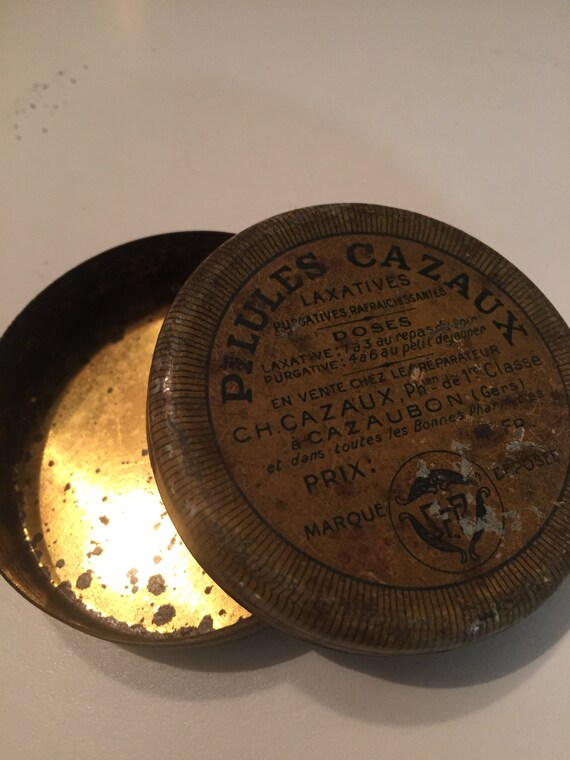 PILULES CAZAUX
LAXATIVES
PURGATIVES, RAFRAICHISSANTES
DOSES
LAXATIVE: 1 à 3 au repas du soir
PURGATIVE: 4 à 6 au petit déjeuner
EN VENTE CHEZ LE PRÉPARATEUR
CH. CAZAUX, Phien de 1re Classe
à CAZAUBON (Gers)
et dans toutes les Bonnes Pharmacies
PRIX: FR
MARQUE DÉPOSÉE